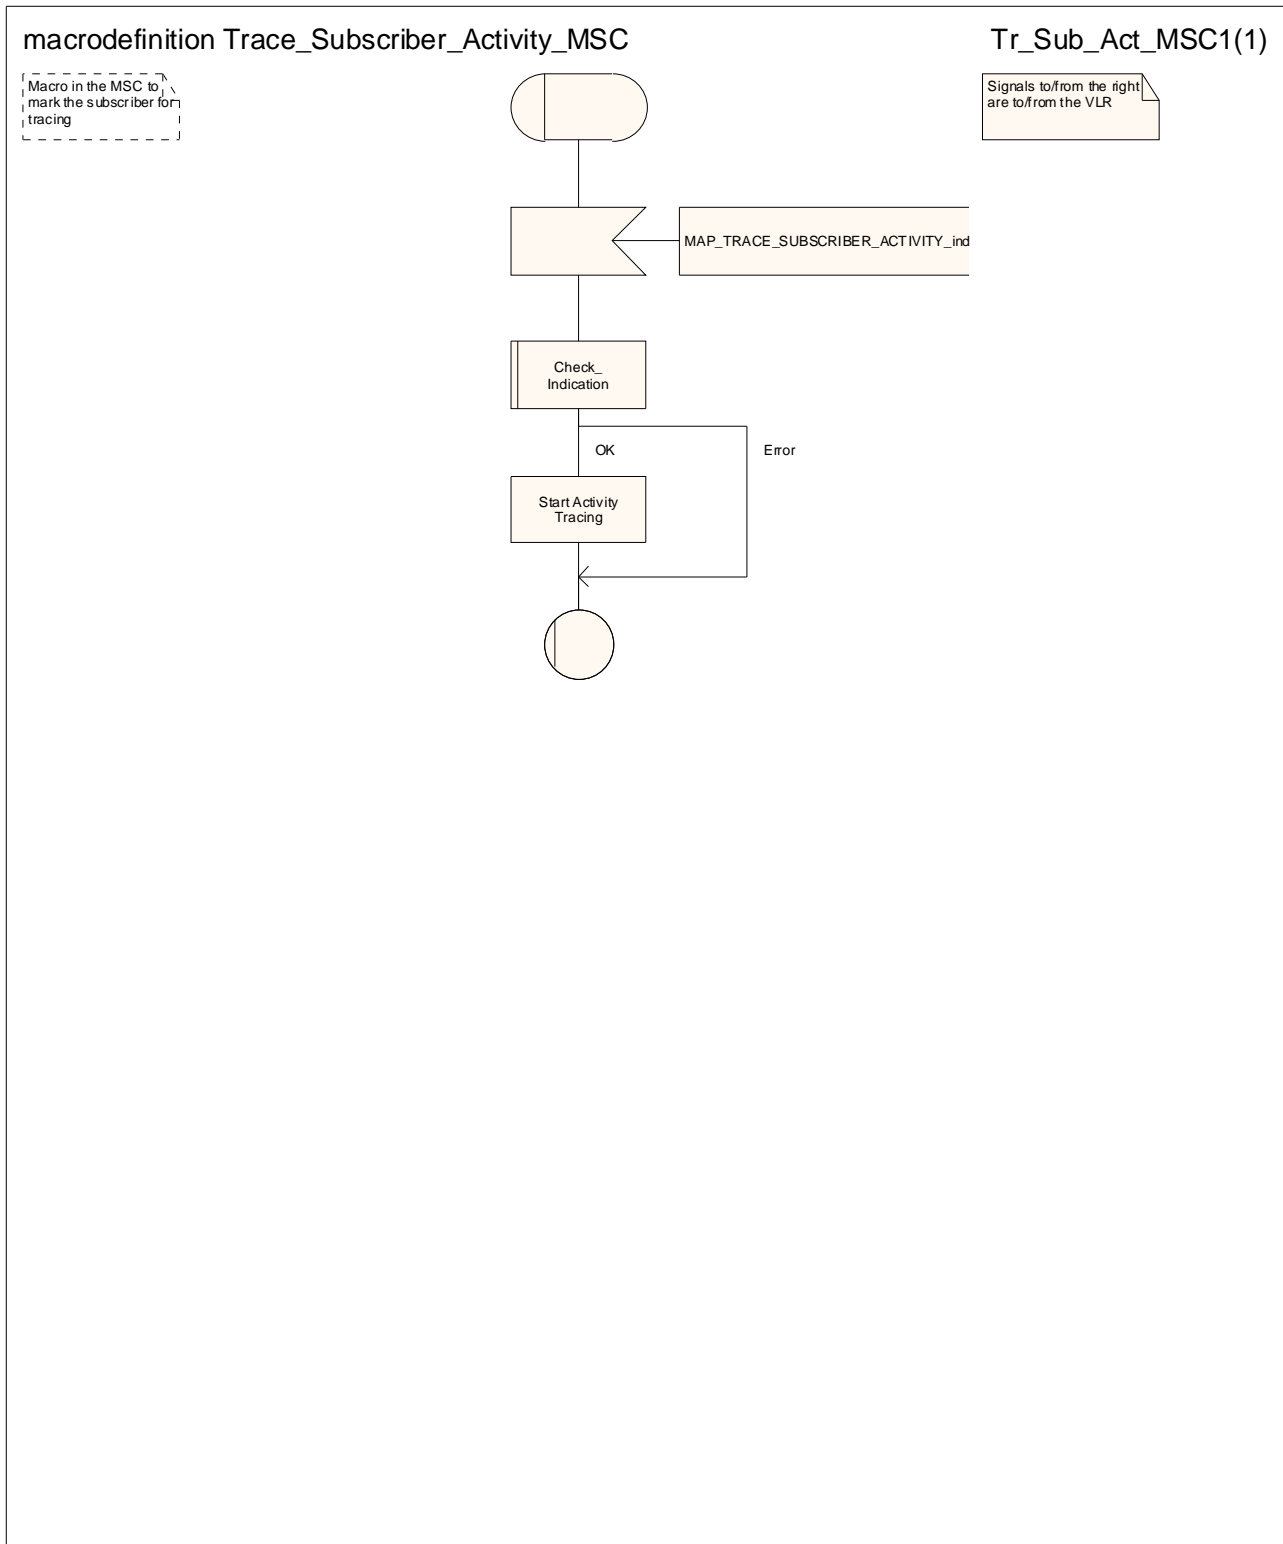 macrodefinition Trace_Subscriber_Activity_MSC
Tr_Sub_Act_MSC1(1)
Macro in the MSC to
mark the subscriber for
tracing
Signals to/from the right
are to/from the VLR
MAP_TRACE_SUBSCRIBER_ACTIVITY_ind
Check_
Indication
OK
Error
Start Activity
Tracing